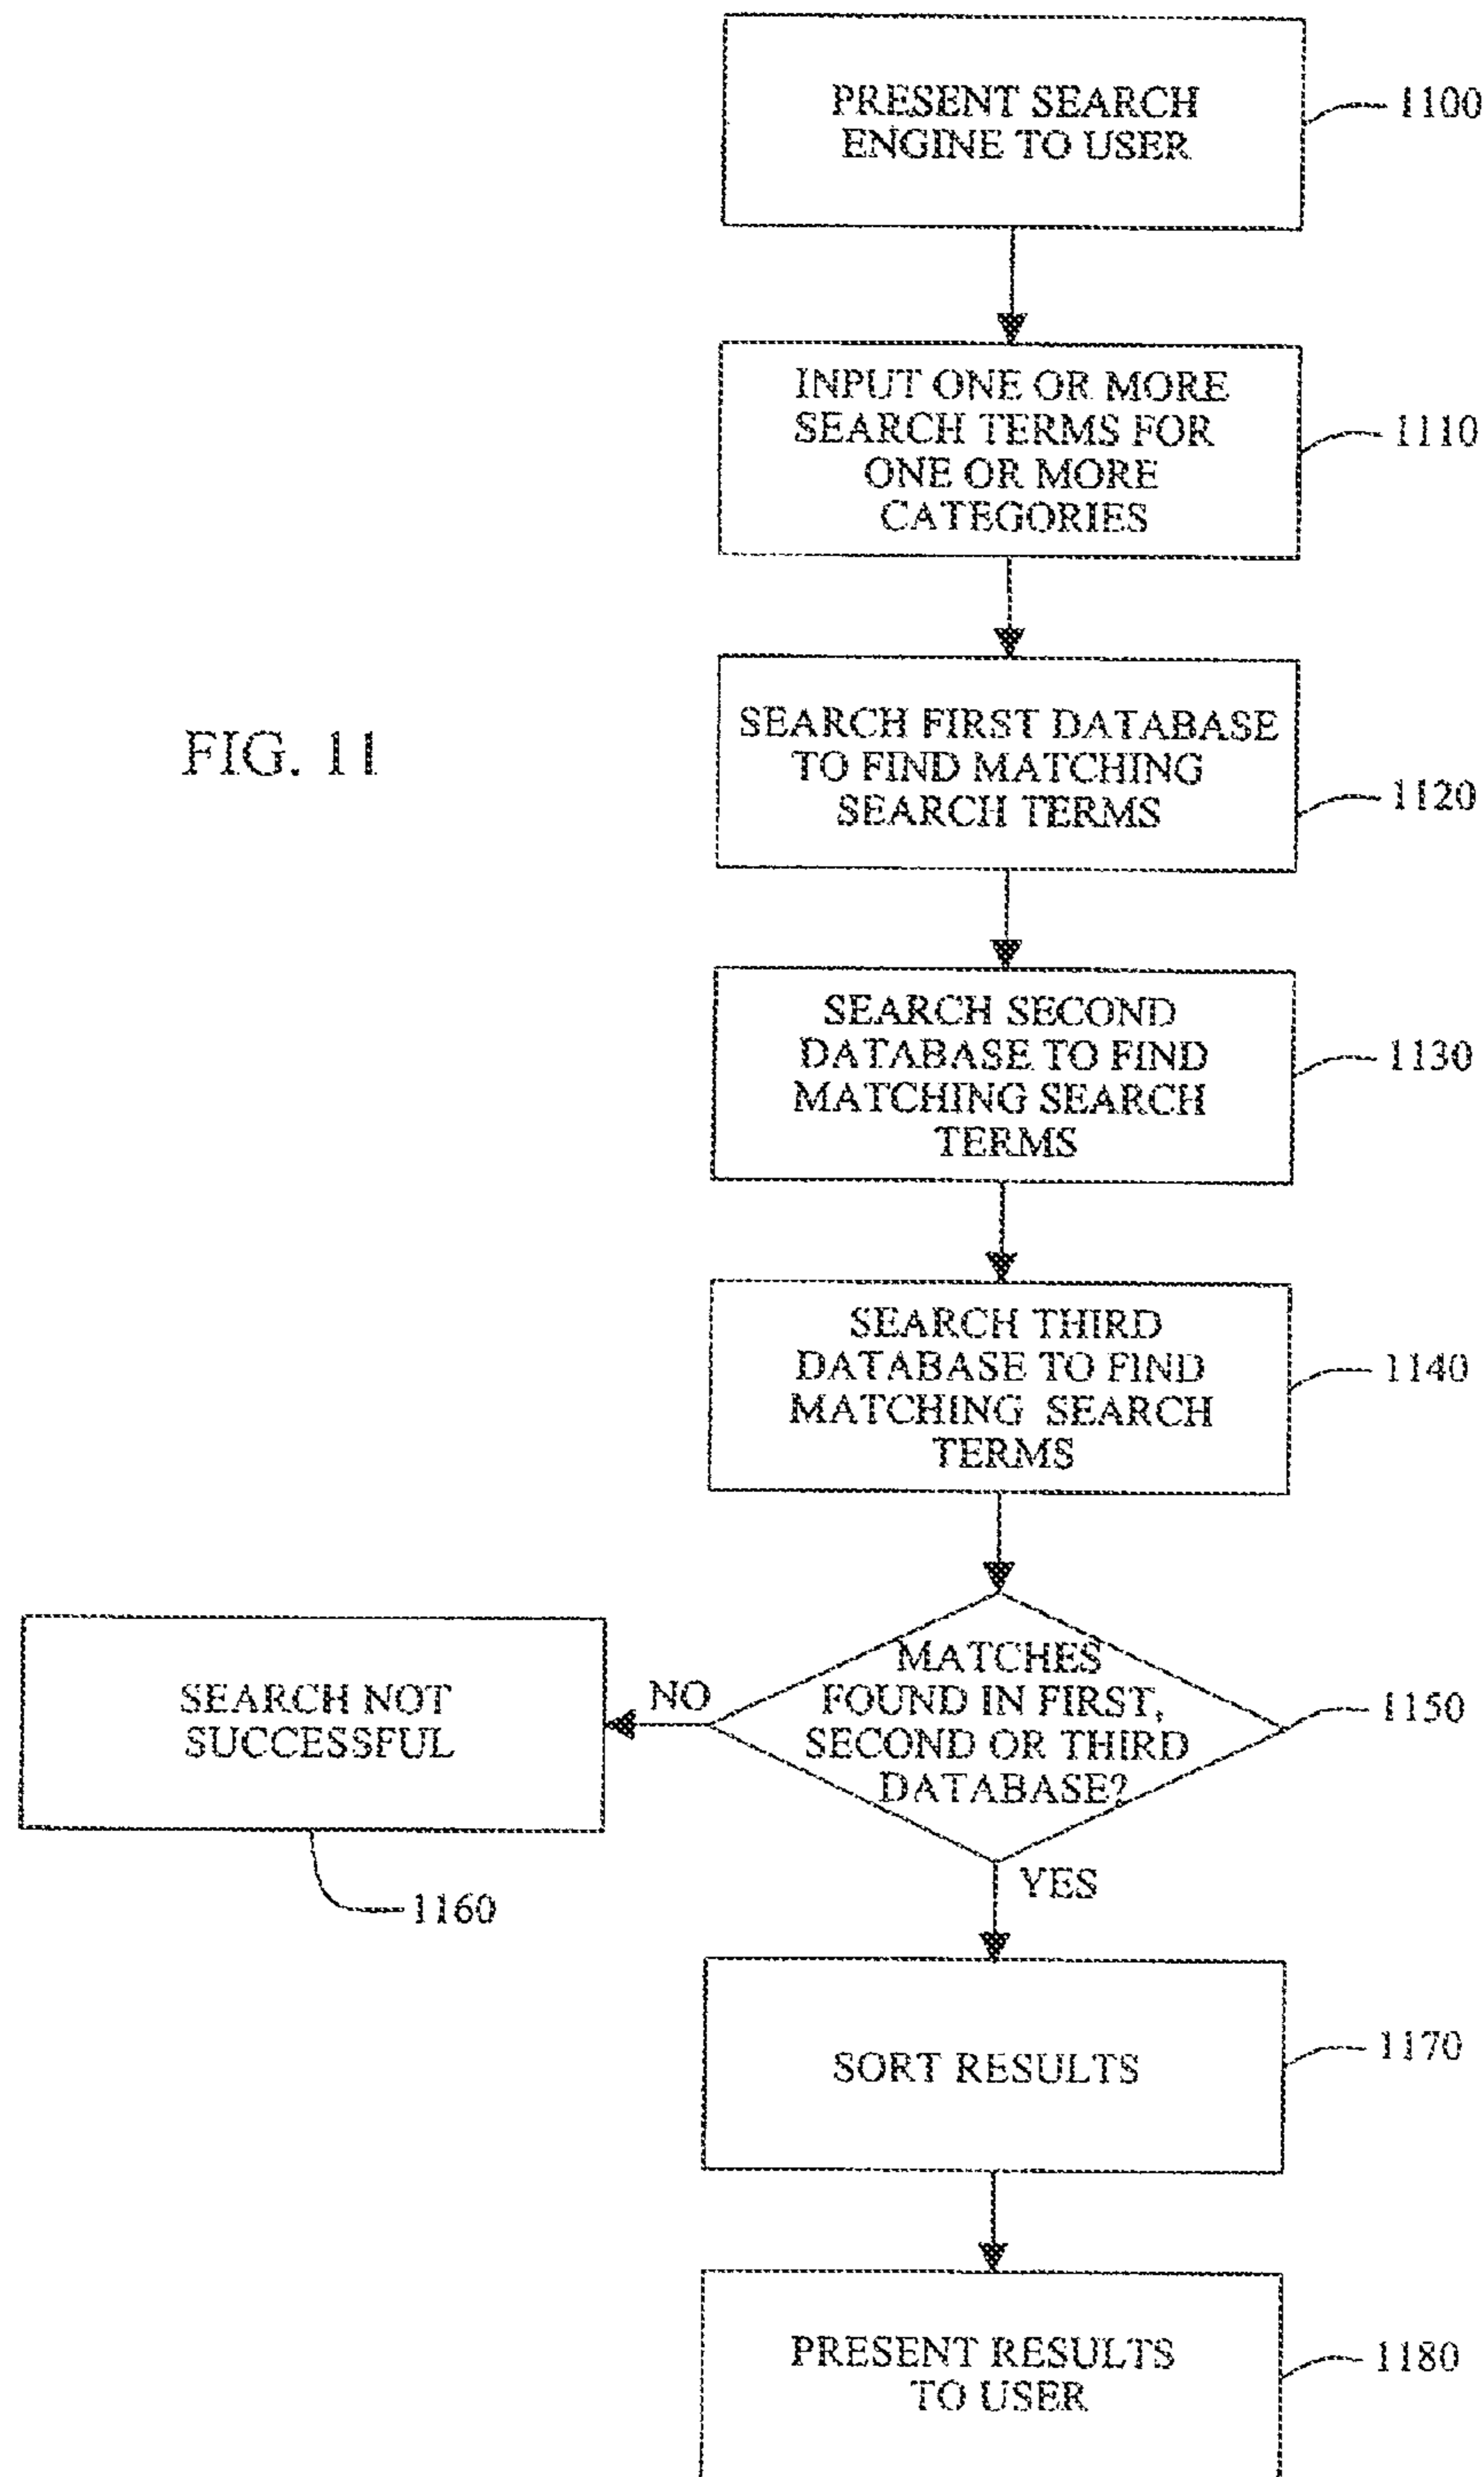 PRESENT SEARCH
ENGINE TO USER
1100
INPUT ONE OR MORE
SEARCH TERMS FOR
ONE OR MORE
CATEGORIES
1110
FIG. 11
SEARCH FIRST DATABASE
TO FIND MATCHING
SEARCH TERMS
1120
SEARCH SECOND
DATABASE TO FIND
MATCHING SEARCH
TERMS
1130
SEARCH THIRD
DATABASE TO FIND
MATCHING SEARCH
TERMS
1140
MATCHES
FOUND IN FIRST,
SECOND OR THIRD
DATABASE?
1150
NO
SEARCH NOT
SUCCESSFUL
1160
YES
SORT RESULTS
1170
PRESENT RESULTS
TO USER
1180